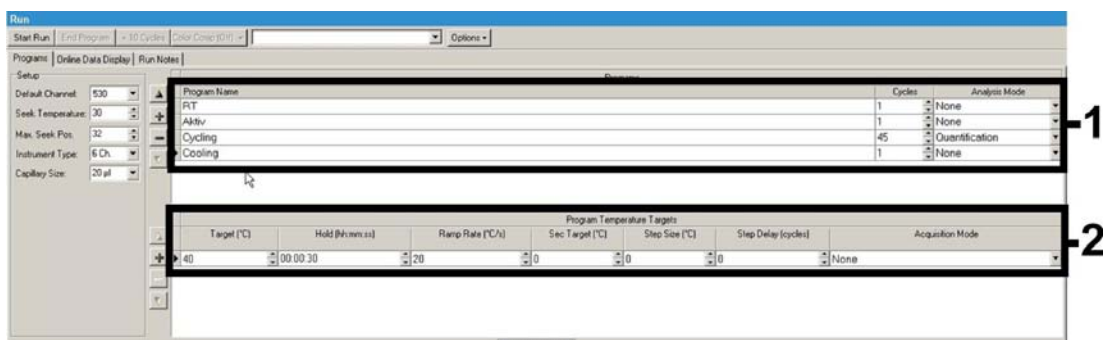 Run
Start Run End Program +10 Cycles Color Comp (Off) Options
Programs Online Data Display Run Notes
Setup
Default Channel: 530
Seek Temperature: 30
Max. Seek Pos. 32
Instrument Type: 6 Ch.
Capillary Size: 20 µl
Program Name Cycles Analysis Mode
RT 1 None
Aktiv 1 None
Cycling 45 Quantification
Cooling 1 None
1
Program Temperature Targets
Target (°C) Hold (hh:mm:ss) Ramp Rate (°C/s) Sec Target (°C) Step Size (°C) Step Delay (cycles) Acquisition Mode
40 00:00:30 20 0 0 0 None
2